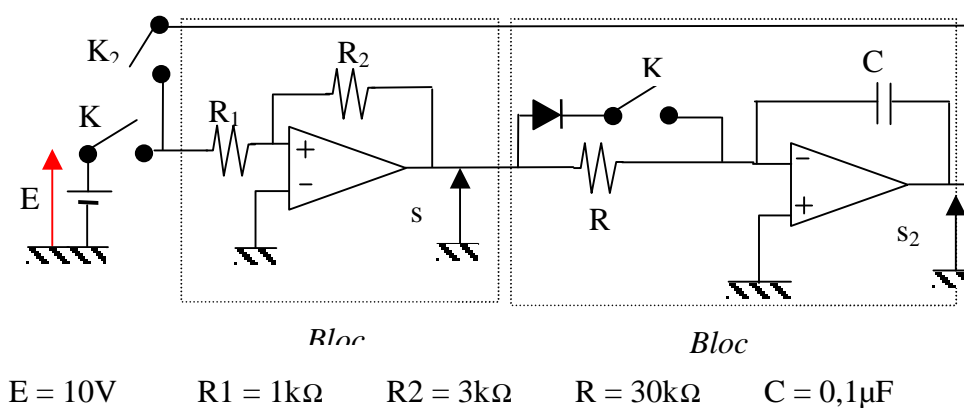 K₂
R₂
K
C
K
R₁
+
−
−
+
E
s
R
s₂
Bloc
Bloc
E = 10V R1 = 1kΩ R2 = 3kΩ R = 30kΩ C = 0,1µF